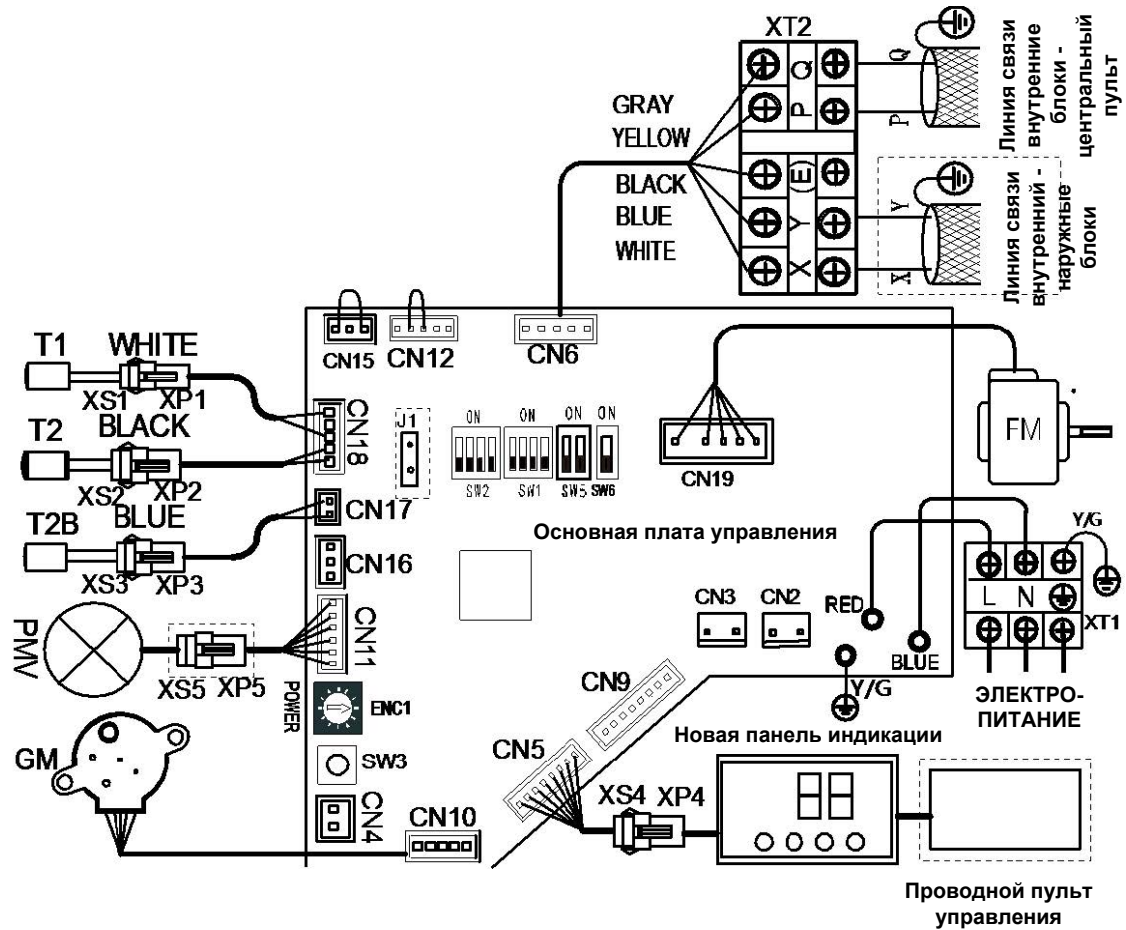 XT2
Q
P
(E)
Y
X
GRAY
YELLOW
BLACK
BLUE
WHITE
Q
P
Линия связи
внутренние
блоки -
центральный
пульт
Y
X
Линия связи
внутренний -
наружные
блоки
CN15
CN12
CN6
T1
WHITE
XS1
XP1
T2
BLACK
XS2
XP2
T2B
BLUE
XS3
XP3
CN18
CN17
CN16
CN11
J1
ON
ON
ON
ON
SW2
SW1
SW5
SW6
CN19
FM
Основная плата управления
CN3
CN2
RED
BLUE
Y/G
Y/G
L
N
XT1
ЭЛЕКТРО-
ПИТАНИЕ
PMV
XS5
XP5
POWER
ENC1
GM
SW3
CN4
CN10
CN9
CN5
XS4
XP4
Новая панель индикации
Проводной пульт
управления